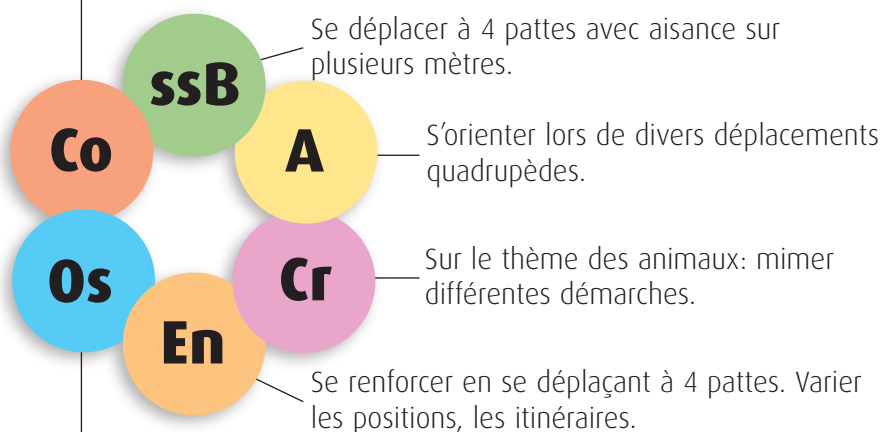 ssB
Se déplacer à 4 pattes avec aisance sur
plusieurs mètres.
Co
A
S'orienter lors de divers déplacements
quadrupèdes.
Os
Cr
Sur le thème des animaux: mimer
différentes démarches.
En
Se renforcer en se déplaçant à 4 pattes. Varier
les positions, les itinéraires.